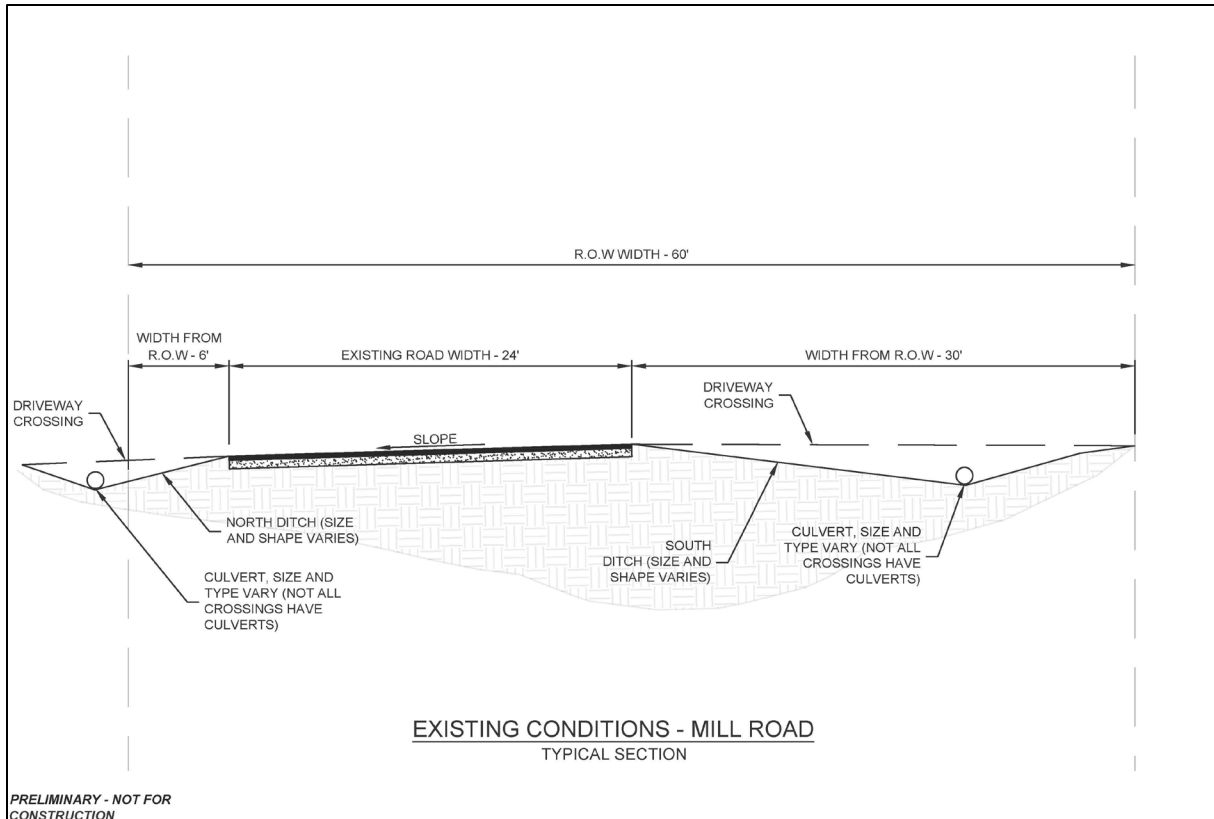 R.O.W WIDTH - 60'
WIDTH FROM
R.O.W - 6'
EXISTING ROAD WIDTH - 24'
WIDTH FROM R.O.W - 30'
DRIVEWAY
CROSSING
DRIVEWAY
CROSSING
SLOPE
NORTH DITCH (SIZE
AND SHAPE VARIES)
SOUTH
DITCH (SIZE AND
SHAPE VARIES)
CULVERT, SIZE AND
TYPE VARY (NOT ALL
CROSSINGS HAVE
CULVERTS)
CULVERT, SIZE AND
TYPE VARY (NOT ALL
CROSSINGS HAVE
CULVERTS)
EXISTING CONDITIONS - MILL ROAD
TYPICAL SECTION
PRELIMINARY - NOT FOR
CONSTRUCTION